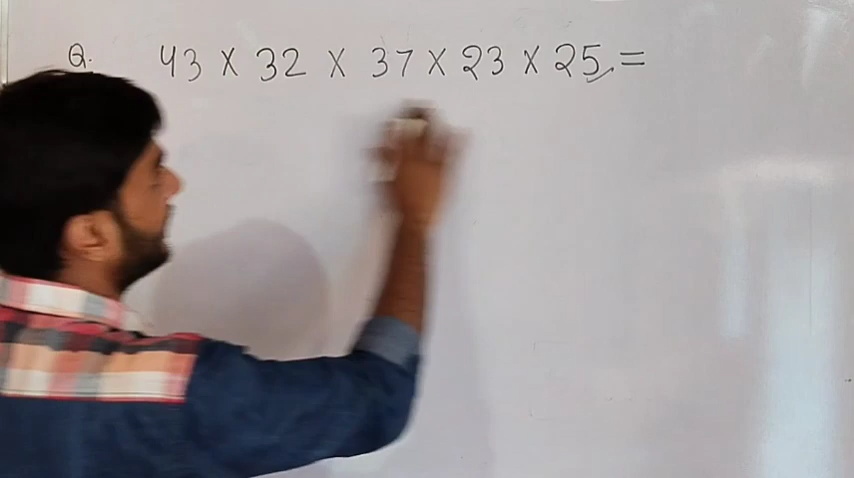 Q. 43 X 32 X 37 X 23 X 25 =